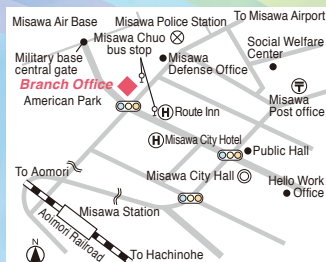 Misawa Air Base
Misawa Police Station
To Misawa Airport
Misawa Chuo
bus stop
Military base
central gate
Misawa
Defense Office
Social Welfare
Center
Branch Office
American Park
Route Inn
H
Misawa
Post office
H
Misawa City Hotel
Public Hall
To Aomori
Misawa City Hall
Hello Work
Office
Misawa Station
Aoimori Railroad
To Hachinohe
N